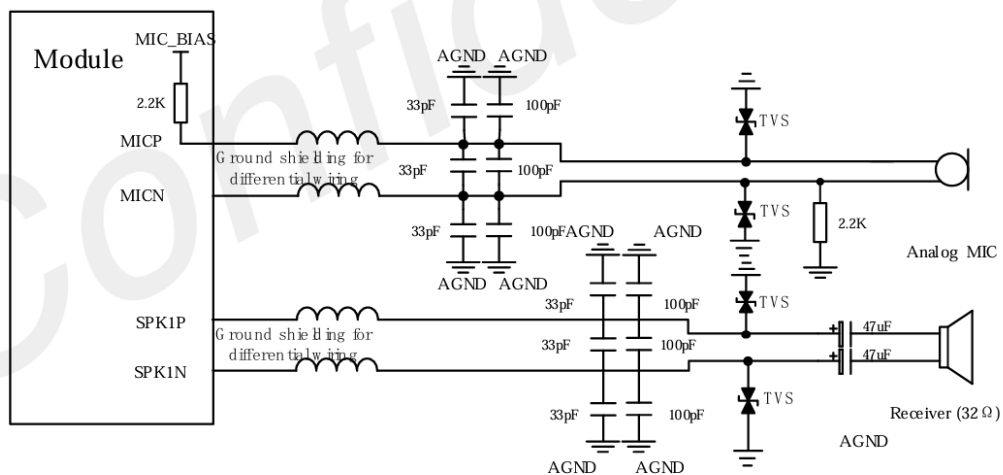 Confide
MIC_BIAS
Module
AGND AGND
2.2K
33pF 100pF
TVS
MICP
Ground shielding for
differential wiring
33pF 100pF
MICN
TVS
2.2K
33pF 100pF AGND AGND
Analog MIC
AGND AGND
33pF 100pF
TVS
SPK1P
Ground shielding for
differential wiring
+ 47uF
33pF 100pF
+ 47uF
SPK1N
TVS
33pF 100pF
Receiver (32Ω)
AGND
AGND AGND